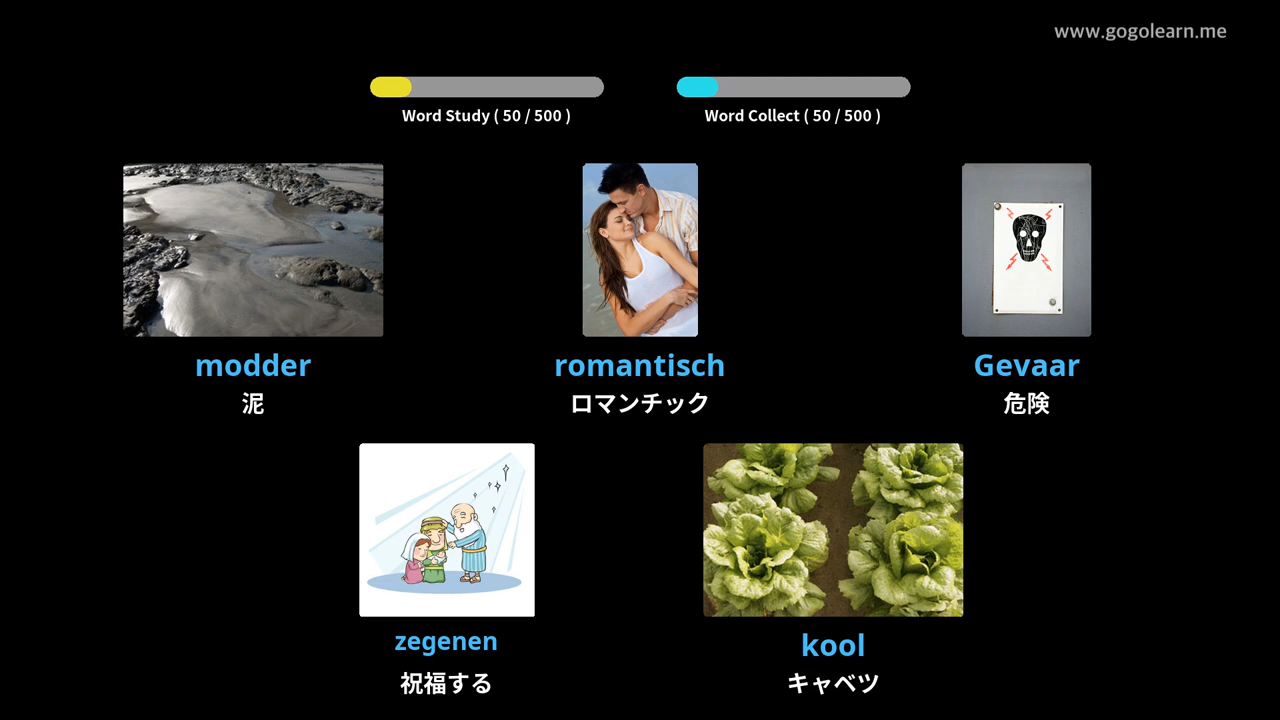 www.gogolearn.me
Word Study ( 50 / 500 )
Word Collect ( 50 / 500 )
modder
泥
romantisch
ロマンチック
Gevaar
危険
zegenen
祝福する
kool
キャベツ